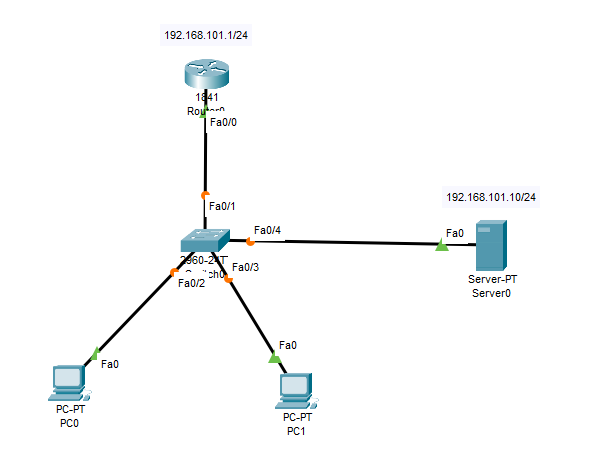 192.168.101.1/24
1841
Router0
Fa0/0
Fa0/1
192.168.101.10/24
Fa0/4
Fa0
2960-24T
Switch0
Fa0/3
Fa0/2
Server-PT
Server0
Fa0
Fa0
PC-PT
PC0
PC-PT
PC1